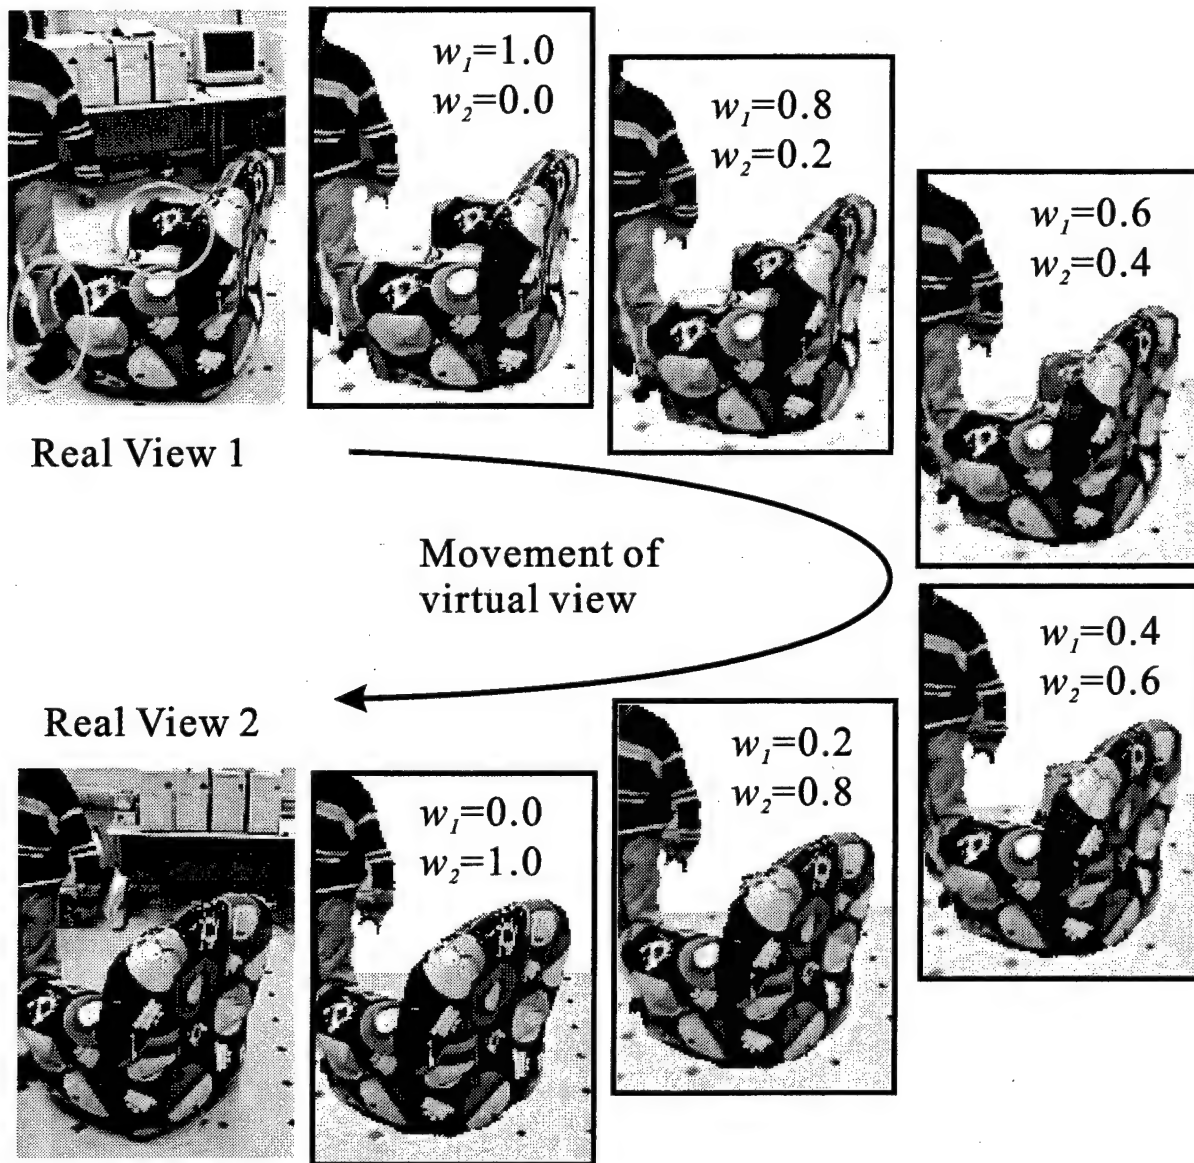 w₁=1.0
w₂=0.0
w₁=0.8
w₂=0.2
w₁=0.6
w₂=0.4
Real View 1
Movement of
virtual view
w₁=0.4
w₂=0.6
Real View 2
w₁=0.2
w₂=0.8
w₁=0.0
w₂=1.0